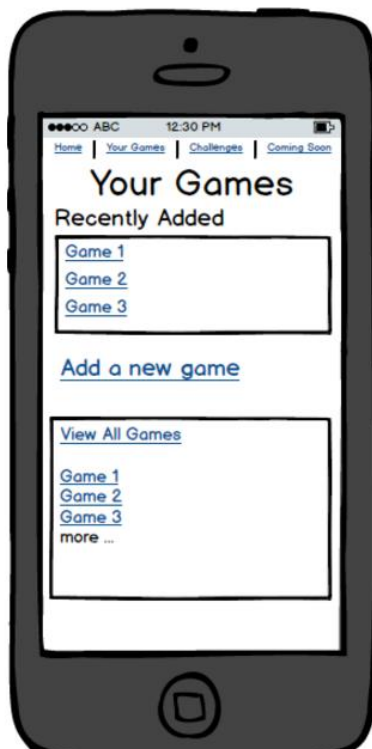 ABC 12:30 PM
Home Your Games Challenges Coming Soon
Your Games
Recently Added
Game 1
Game 2
Game 3
Add a new game
View All Games
Game 1
Game 2
Game 3
more ...